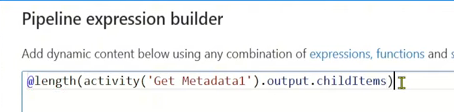 Pipeline expression builder
Add dynamic content below using any combination of expressions, functions and
@length(activity('Get Metadata1').output.childItems)